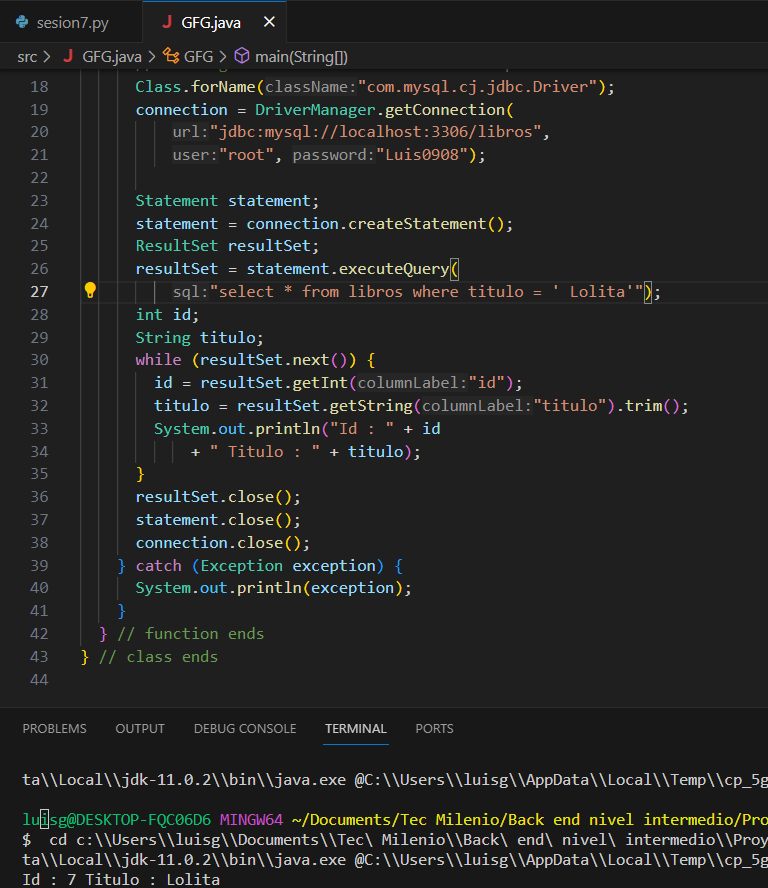 sesion7.py
J GFG.java ×
src > J GFG.java > GFG > main(String[])
18 Class.forName(className:"com.mysql.cj.jdbc.Driver");
19 connection = DriverManager.getConnection(
20 url:"jdbc:mysql://localhost:3306/libros",
21 user:"root", password:"Luis0908");
22
23 Statement statement;
24 statement = connection.createStatement();
25 ResultSet resultSet;
26 resultSet = statement.executeQuery(
27 sql:"select * from libros where titulo = ' Lolita'");
28 int id;
29 String titulo;
30 while (resultSet.next()) {
31 id = resultSet.getInt(columnLabel:"id");
32 titulo = resultSet.getString(columnLabel:"titulo").trim();
33 System.out.println("Id : " + id
34 + " Titulo : " + titulo);
35 }
36 resultSet.close();
37 statement.close();
38 connection.close();
39 } catch (Exception exception) {
40 System.out.println(exception);
41 }
42 } // function ends
43 } // class ends
44
PROBLEMS OUTPUT DEBUG CONSOLE TERMINAL PORTS
ta\\Local\\jdk-11.0.2\\bin\\java.exe @C:\\Users\\luisg\\AppData\\Local\\Temp\\cp_5g
luisg@DESKTOP-FQC06D6 MINGW64 ~/Documents/Tec Milenio/Back end nivel intermedio/Pro
$ cd c:\\Users\\luisg\\Documents\\Tec\ Milenio\\Back\ end\ nivel\ intermedio\\Proy
ta\\Local\\jdk-11.0.2\\bin\\java.exe @C:\\Users\\luisg\\AppData\\Local\\Temp\\cp_5g
Id : 7 Titulo : Lolita